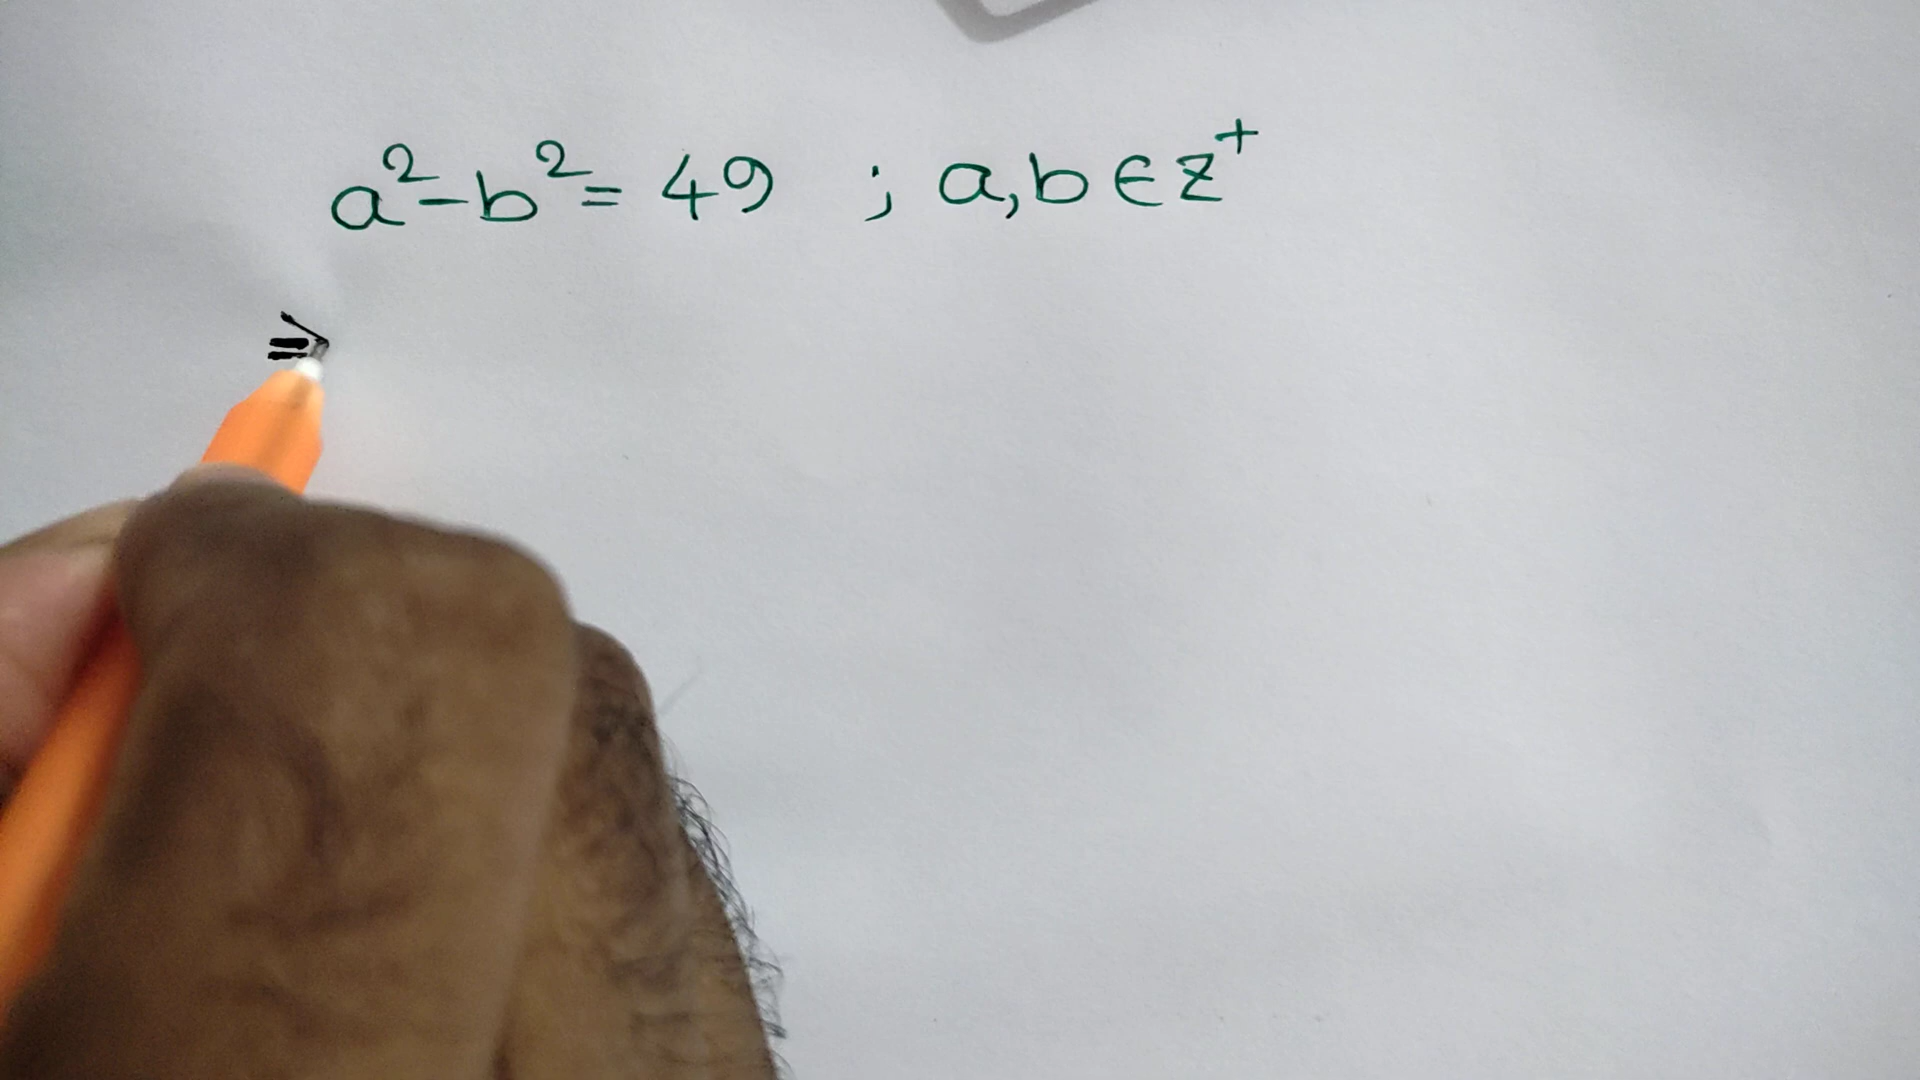 a²-b²= 49 ; a,b ∈ z⁺
⇒